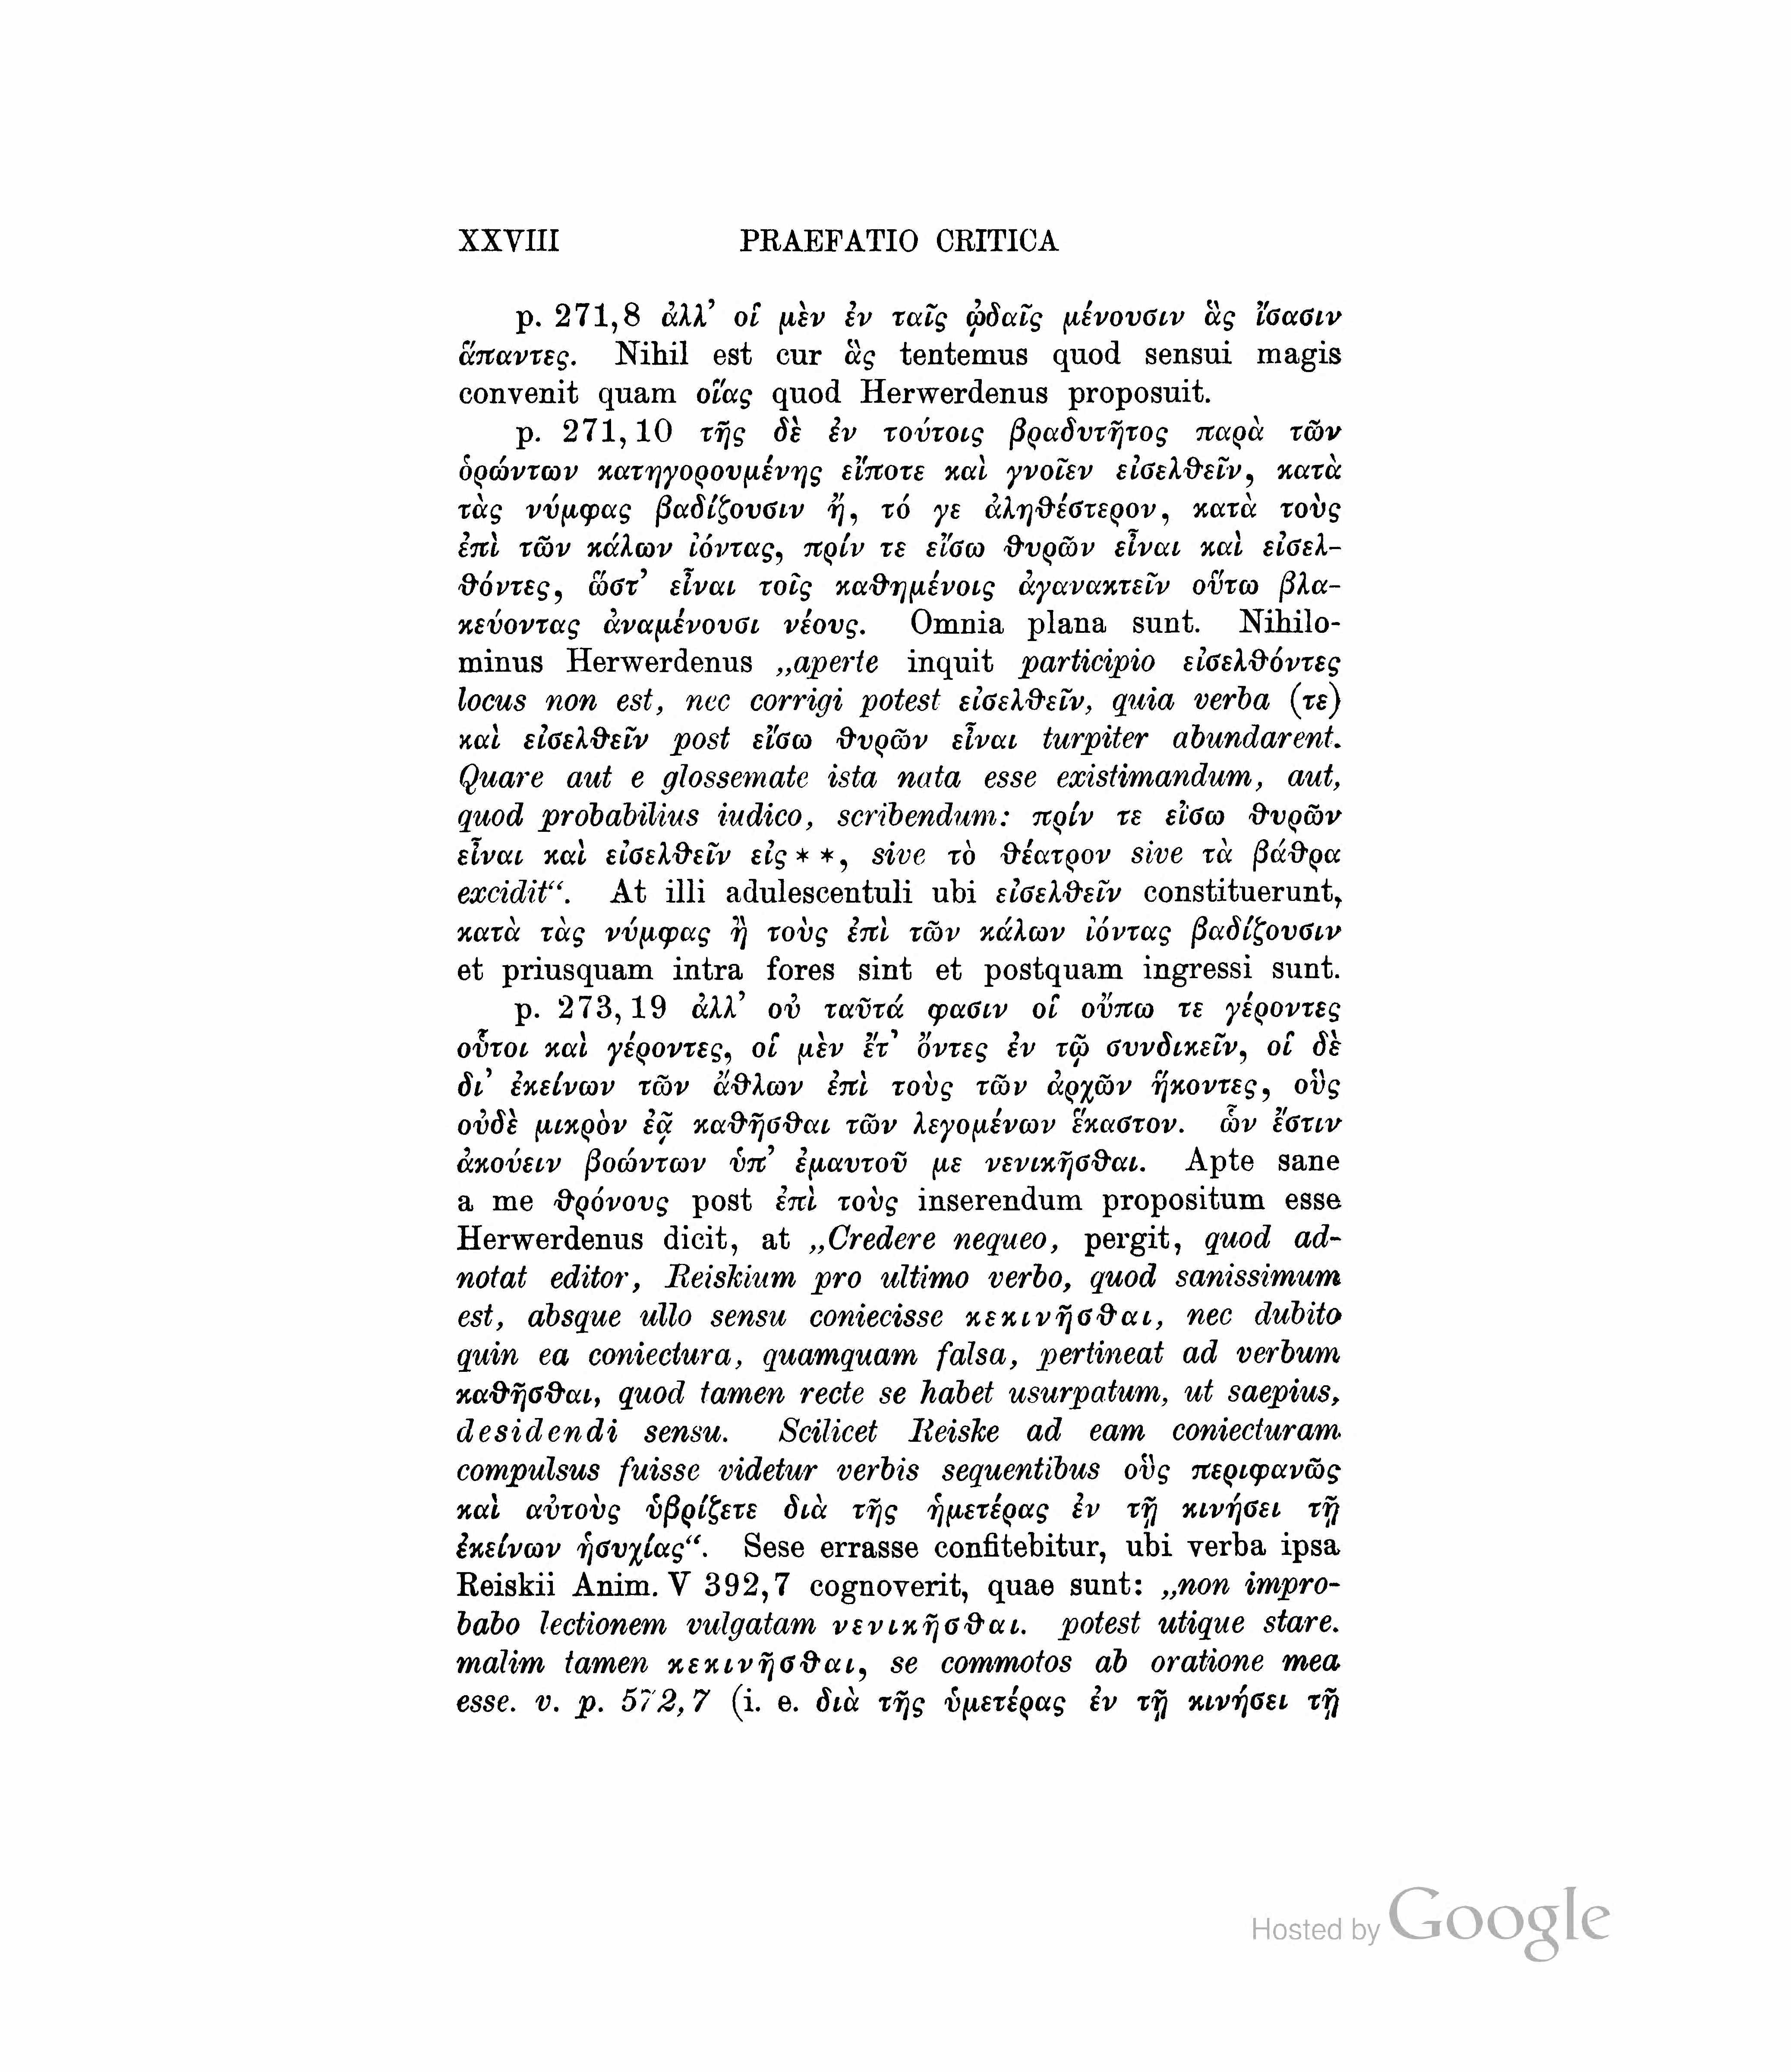 XXVIII PRAEFATIO CRITICA
p. 271,8 ἀλλ’ οἱ μὲν ἐν ταῖς ᾠδαῖς μένουσιν ἃς ἴσασιν
ἅπαντες. Nihil est cur ἃς tentemus quod sensui magis
convenit quam οἵας quod Herwerdenus proposuit.
p. 271, 10 τῆς δὲ ἐν τούτοις βραδυτῆτος παρὰ τῶν
ὁρώντων κατηγορουμένης εἴποτε καὶ γνοῖεν εἰσελθεῖν, κατὰ
τὰς νύμφας βαδίζουσιν ἤ, τό γε ἀληθέστερον, κατὰ τοὺς
ἐπὶ τῶν κάλων ἰόντας, πρίν τε εἴσω θυρῶν εἶναι καὶ εἰσελ-
θόντες, ὥστ’ εἶναι τοῖς καθημένοις ἀγανακτεῖν οὕτω βλα-
κεύοντας ἀναμένουσι νέους. Omnia plana sunt. Nihilo-
minus Herwerdenus „aperte inquit participio εἰσελθόντες
locus non est, nec corrigi potest εἰσελθεῖν, quia verba (τε)
καὶ εἰσελθεῖν post εἴσω θυρῶν εἶναι turpiter abundarent.
Quare aut e glossemate ista nata esse existimandum, aut,
quod probabilius iudico, scribendum: πρίν τε εἴσω θυρῶν
εἶναι καὶ εἰσελθεῖν εἰς * *, sive τὸ θέατρον sive τὰ βάθρα
excidit“. At illi adulescentuli ubi εἰσελθεῖν constituerunt,
κατὰ τὰς νύμφας ἢ τοὺς ἐπὶ τῶν κάλων ἰόντας βαδίζουσιν
et priusquam intra fores sint et postquam ingressi sunt.
p. 273, 19 ἀλλ’ οὐ ταῦτά φασιν οἱ οὔπω τε γέροντες
οὗτοι καὶ γέροντες, οἱ μὲν ἔτ’ ὄντες ἐν τῷ συνδικεῖν, οἱ δὲ
δι’ ἐκείνων τῶν ἄθλων ἐπὶ τοὺς τῶν ἀρχῶν ἥκοντες, οὓς
οὐδὲ μικρὸν ἐᾷ καθῆσθαι τῶν λεγομένων ἕκαστον. ὧν ἔστιν
ἀκούειν βοώντων ὑπ’ ἐμαυτοῦ με νενικῆσθαι. Apte sane
a me θρόνους post ἐπὶ τοὺς inserendum propositum esse
Herwerdenus dicit, at „Credere nequeo, pergit, quod ad-
notat editor, Reiskium pro ultimo verbo, quod sanissimum
est, absque ullo sensu coniecisse κεκινῆσθαι, nec dubito
quin ea coniectura, quamquam falsa, pertineat ad verbum
καθῆσθαι, quod tamen recte se habet usurpatum, ut saepius,
desidendi sensu. Scilicet Reiske ad eam coniecturam
compulsus fuisse videtur verbis sequentibus οὓς περιφανῶς
καὶ αὐτοὺς ὑβρίζετε διὰ τῆς ἡμετέρας ἐν τῇ κινήσει τῇ
ἐκείνων ἡσυχίας“. Sese errasse confitebitur, ubi verba ipsa
Reiskii Anim. V 392,7 cognoverit, quae sunt: „non impro-
babo lectionem vulgatam νενικῆσθαι. potest utique stare.
malim tamen κεκινῆσθαι, se commotos ab oratione mea
esse. v. p. 572,7 (i. e. διὰ τῆς ὑμετέρας ἐν τῇ κινήσει τῇ
Hosted by Google